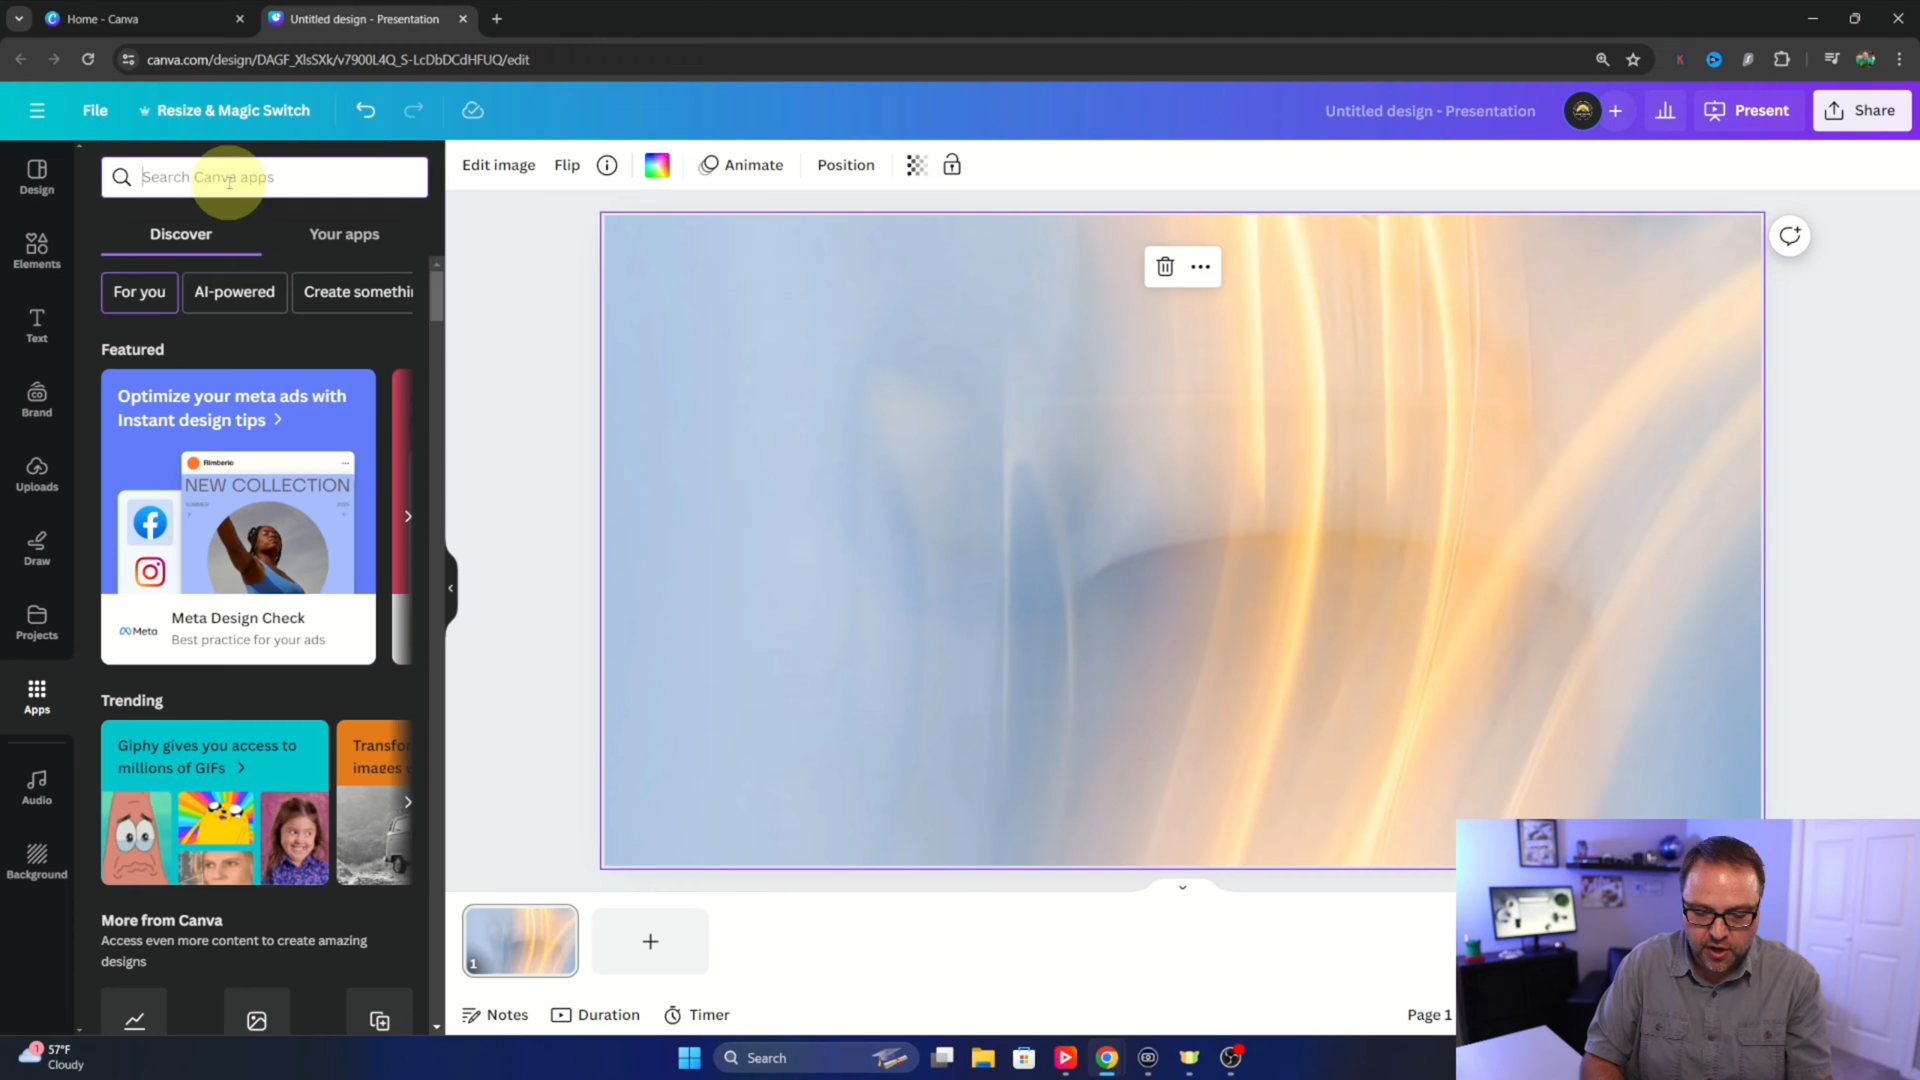 Home - Canva
Untitled design - Presentation
canva.com/design/DAGF_XlsSXk/v7900L4Q_S-LcDbDCdHFUQ/edit
File
Resize & Magic Switch
Untitled design - Presentation
Present
Share
Design
Elements
Text
Brand
Uploads
Draw
Projects
Apps
Audio
Background
Search Canva apps
Discover
Your apps
For you
AI-powered
Create somethi
Featured
Optimize your meta ads with
Instant design tips
Rimberio
NEW COLLECTION
SUMMER
Meta
Meta Design Check
Best practice for your ads
Trending
Giphy gives you access to
millions of GIFs
Transfo
images
More from Canva
Access even more content to create amazing
designs
Edit image
Flip
Animate
Position
1
Notes
Duration
Timer
Page 1
1
57°F
Cloudy
Search